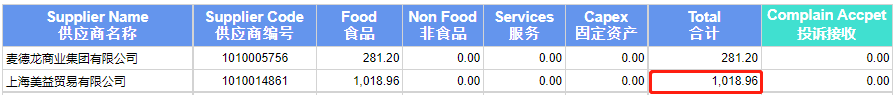 Supplier Name Supplier Code Food Non Food Services Capex Total Complain Accpet
供应商名称 供应商编号 食品 非食品 服务 固定资产 合计 投诉接收
麦德龙商业集团有限公司 1010005756 281.20 0.00 0.00 0.00 281.20 0.00
上海美益贸易有限公司 1010014861 1,018.96 0.00 0.00 0.00 1,018.96 0.00